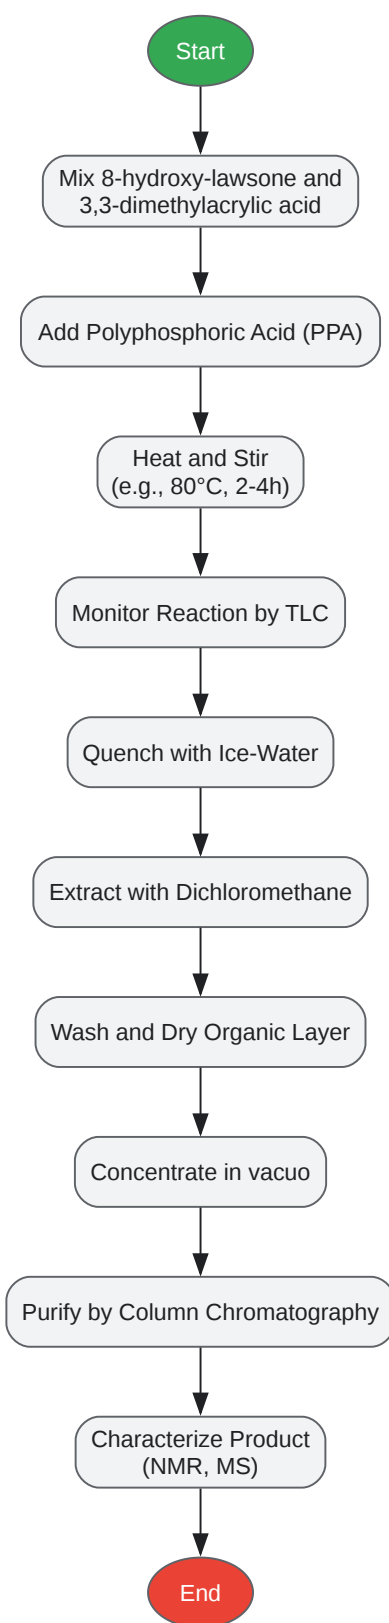 Start
Mix 8-hydroxy-lawsone and
3,3-dimethylacrylic acid
Add Polyphosphoric Acid (PPA)
Heat and Stir
(e.g., 80°C, 2-4h)
Monitor Reaction by TLC
Quench with Ice-Water
Extract with Dichloromethane
Wash and Dry Organic Layer
Concentrate in vacuo
Purify by Column Chromatography
Characterize Product
(NMR, MS)
End